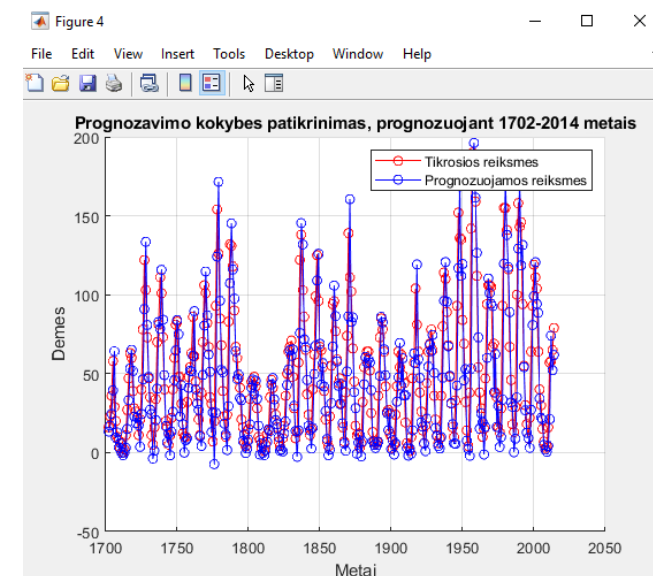 Figure 4
File Edit View Insert Tools Desktop Window Help
Prognozavimo kokybes patikrinimas, prognozuojant 1702-2014 metais
Tikrosios reiksmes
Prognozuojamos reiksmes
200
150
100
50
0
-50
Demes
1700 1750 1800 1850 1900 1950 2000 2050
Metai